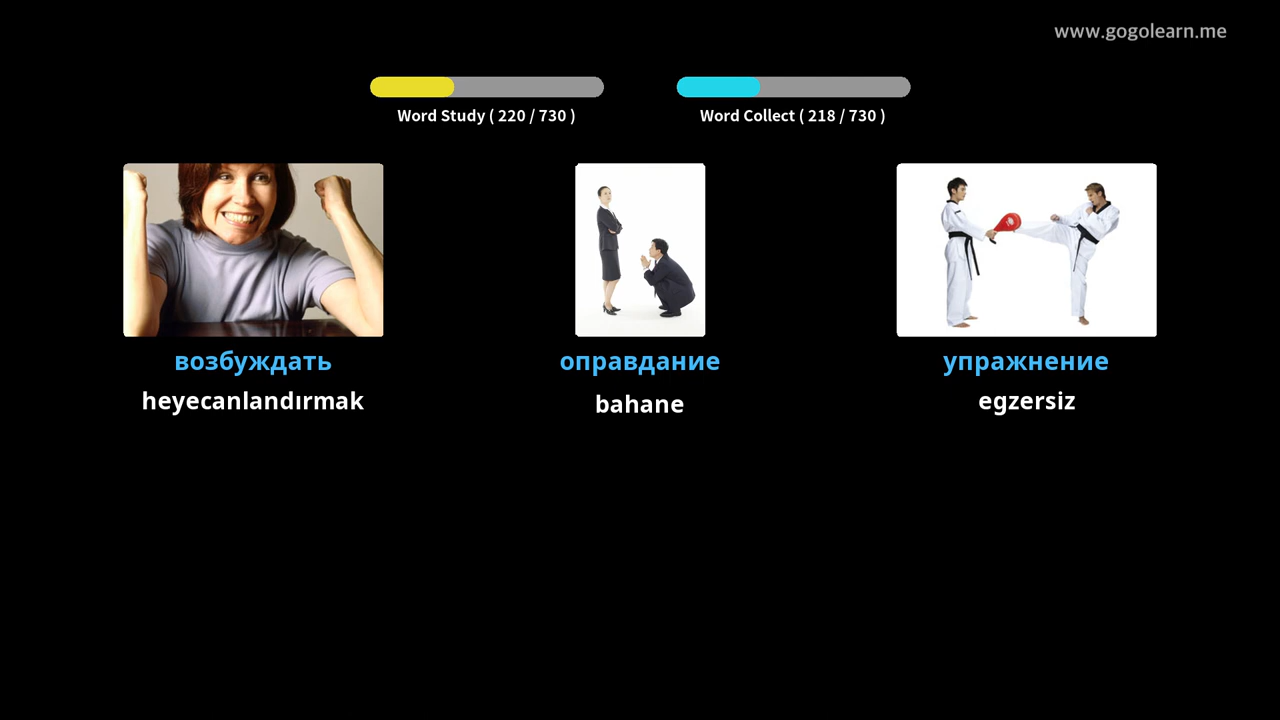 www.gogolearn.me
Word Study ( 220 / 730 )
Word Collect ( 218 / 730 )
возбуждать
оправдание
упражнение
heyecanlandırmak
bahane
egzersiz